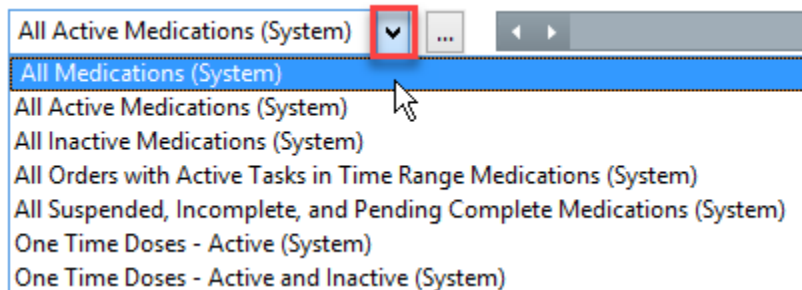 All Active Medications (System) ...
All Medications (System)
All Active Medications (System)
All Inactive Medications (System)
All Orders with Active Tasks in Time Range Medications (System)
All Suspended, Incomplete, and Pending Complete Medications (System)
One Time Doses - Active (System)
One Time Doses - Active and Inactive (System)